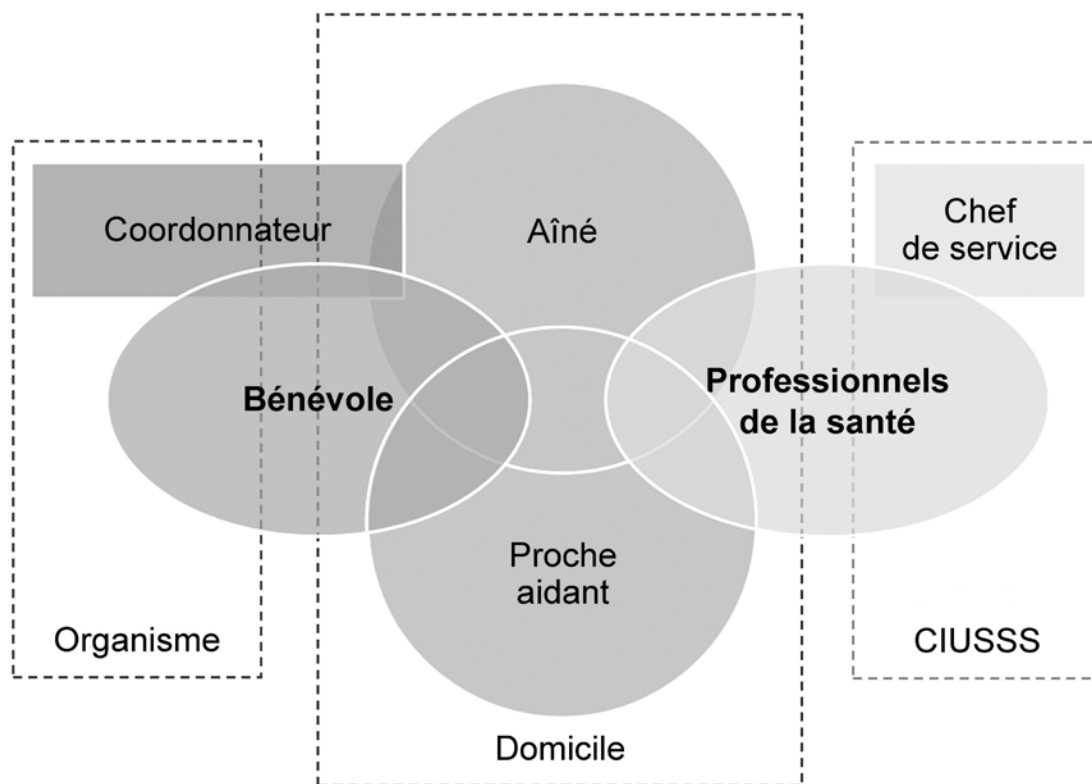 Coordonnateur
Aîné
Chef
de service
Bénévole
Professionnels
de la santé
Proche
aidant
Organisme
CIUSSS
Domicile